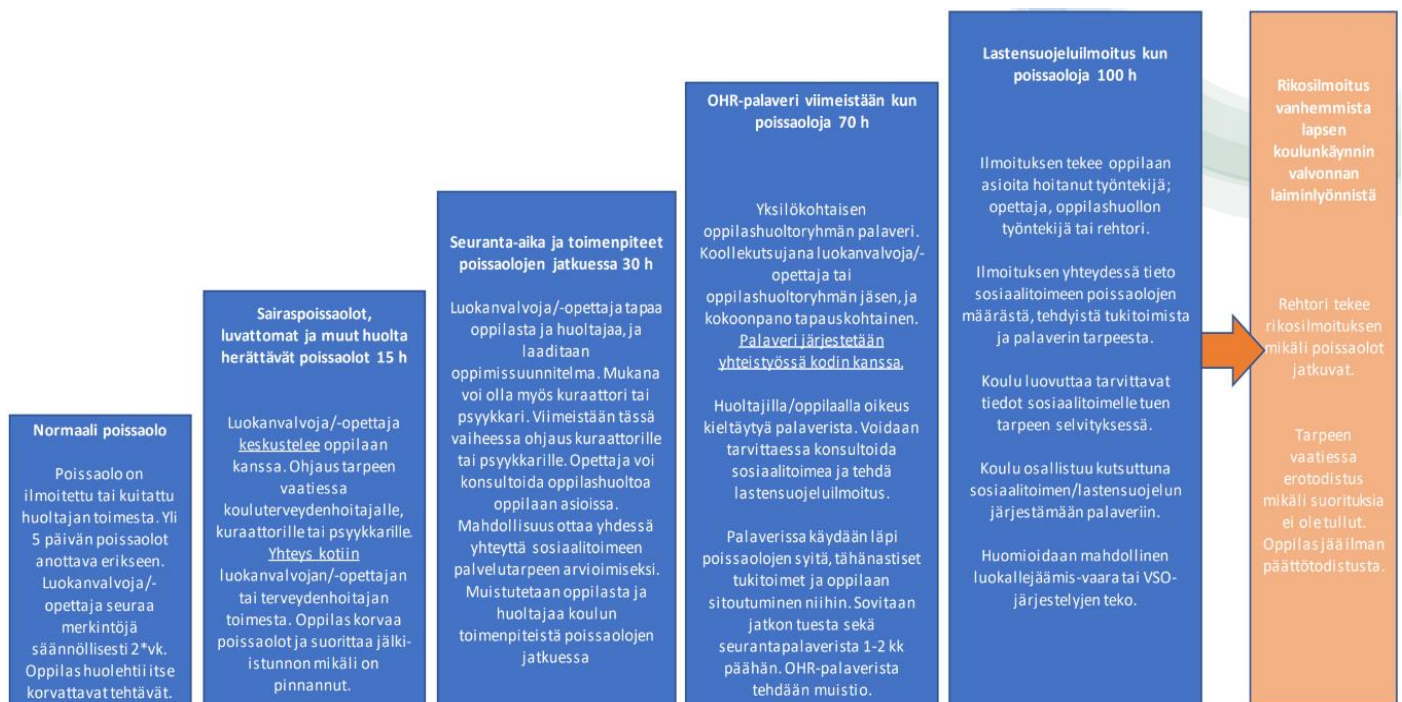 Normaali poissaolo
Poissaolo on
ilmoitettu tai kuitattu
huoltajan toimesta. Yli
5 päivän poissaolot
anottava erikseen.
Luokanvalvoja/-
opettaja seuraa
merkintöjä
säännöllisesti 2*vk.
Oppilas huolehtii itse
korvattavat tehtävät.
Sairaspoissaolot,
luvattomat ja muut huolta
herättävät poissaolot 15 h
Luokanvalvoja/-opettaja
keskustelee oppilaan
kanssa. Ohjaus tarpeen
vaatiessa
kouluterveydenhoitajalle,
kuraattorille tai psyykkarille.
Yhteys kotiin
luokanvalvojan/-opettajan
tai terveydenhoitajan
toimesta. Oppilas korvaa
poissaolot ja suorittaa jälki-
istunnon mikäli on
pinnannut.
Seuranta-aika ja toimenpiteet
poissaolojen jatkuessa 30 h
Luokanvalvoja/-opettaja tapaa
oppilasta ja huoltajaa, ja
laaditaan
oppimissuunnitelma. Mukana
voi olla myös kuraattori tai
psyykkari. Viimeistään tässä
vaiheessa ohjaus kuraattorille
tai psyykkarille. Opettaja voi
konsultoida oppilashuoltoa
oppilaan asioissa.
Mahdollisuus ottaa yhdessä
yhteyttä sosiaalitoimeen
palvelutarpeen arvioimiseksi.
Muistutetaan oppilasta ja
huoltajaa koulun
toimenpiteistä poissaolojen
jatkuessa
OHR-palaveri viimeistään kun
poissaoloja 70 h
Yksilökohtaisen
oppilashuoltoryhmän palaveri.
Koollekutsujana luokanvalvoja/-
opettaja tai
oppilashuoltoryhmän jäsen, ja
kokoonpano tapauskohtainen.
Palaveri järjestetään
yhteistyössä kodin kanssa.
Huoltajilla/oppilaalla oikeus
kieltäytyä palaverista. Voidaan
tarvittaessa konsultoida
sosiaalitoimea ja tehdä
lastensuojeluilmoitus.
Palaverissa käydään läpi
poissaolojen syitä, tähänastiset
tukitoimet ja oppilaan
sitoutuminen niihin. Sovitaan
jatkon tuesta sekä
seurantapalaverista 1-2 kk
päähän. OHR-palaverista
tehdään muistio.
Lastensuojeluilmoitus kun
poissaoloja 100 h
Ilmoituksen tekee oppilaan
asioita hoitanut työntekijä;
opettaja, oppilashuollon
työntekijä tai rehtori.
Ilmoituksen yhteydessä tieto
sosiaalitoimeen poissaolojen
määrästä, tehdyistä tukitoimista
ja palaverin tarpeesta.
Koulu luovuttaa tarvittavat
tiedot sosiaalitoimelle tuen
tarpeen selvityksessä.
Koulu osallistuu kutsuttuna
sosiaalitoimen/lastensuojelun
järjestämään palaveriin.
Huomioidaan mahdollinen
luokallejäämis-vaara tai VSO-
järjestelyjen teko.
Rikosilmoitus
vanhemmista
lapsen
koulunkäynnin
valvonnan
laiminlyönnistä
Rehtori tekee
rikosilmoituksen
mikäli poissaolot
jatkuvat.
Tarpeen
vaatiessa
erotodistus
mikäli suorituksia
ei ole tullut.
Oppilas jää ilman
päättötodistusta.